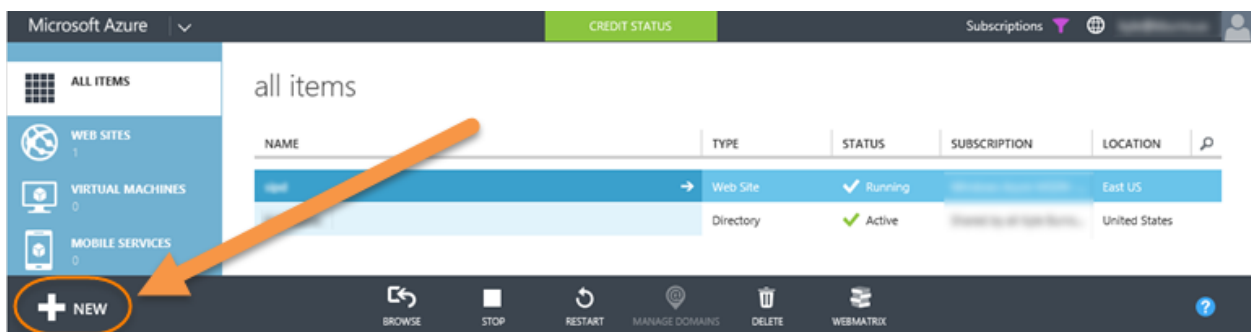 Microsoft Azure CREDIT STATUS Subscriptions
ALL ITEMS
all items
WEB SITES
1
NAME TYPE STATUS SUBSCRIPTION LOCATION
VIRTUAL MACHINES
0
Web Site Running East US
Directory Active United States
MOBILE SERVICES
0
NEW
BROWSE STOP RESTART MANAGE DOMAINS DELETE WEBMATRIX
?